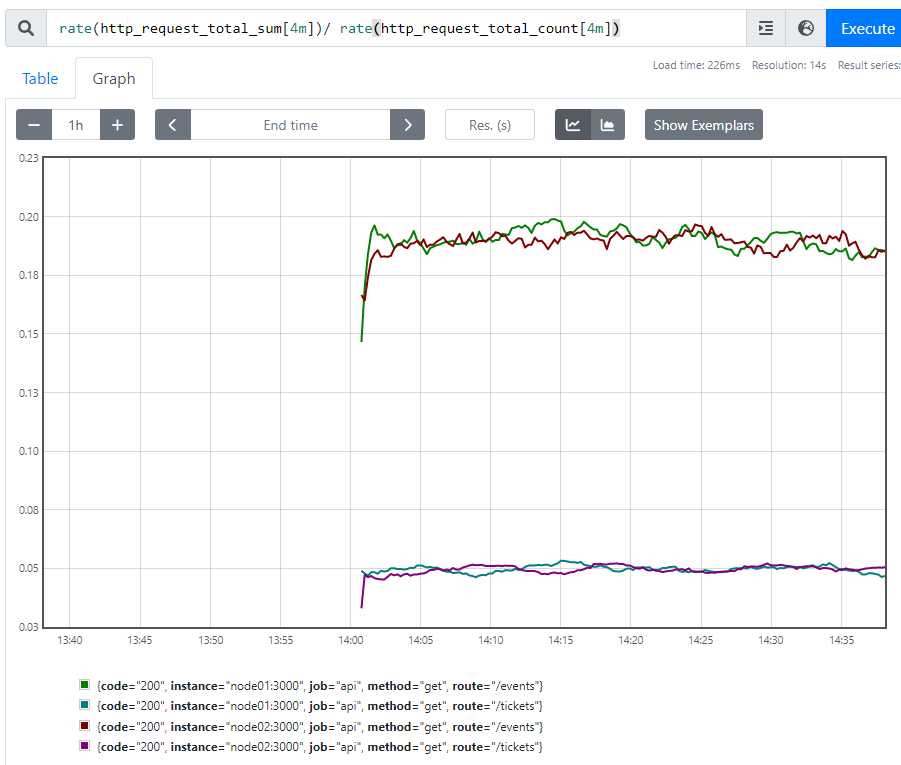 rate(http_request_total_sum[4m])/ rate(http_request_total_count[4m])
Execute
Table
Graph
Load time: 226ms Resolution: 14s Result series:
1h
End time
Res. (s)
Show Exemplars
0.23
0.20
0.18
0.15
0.13
0.10
0.08
0.05
0.03
13:40 13:45 13:50 13:55 14:00 14:05 14:10 14:15 14:20 14:25 14:30 14:35
{code="200", instance="node01:3000", job="api", method="get", route="/events"}
{code="200", instance="node01:3000", job="api", method="get", route="/tickets"}
{code="200", instance="node02:3000", job="api", method="get", route="/events"}
{code="200", instance="node02:3000", job="api", method="get", route="/tickets"}